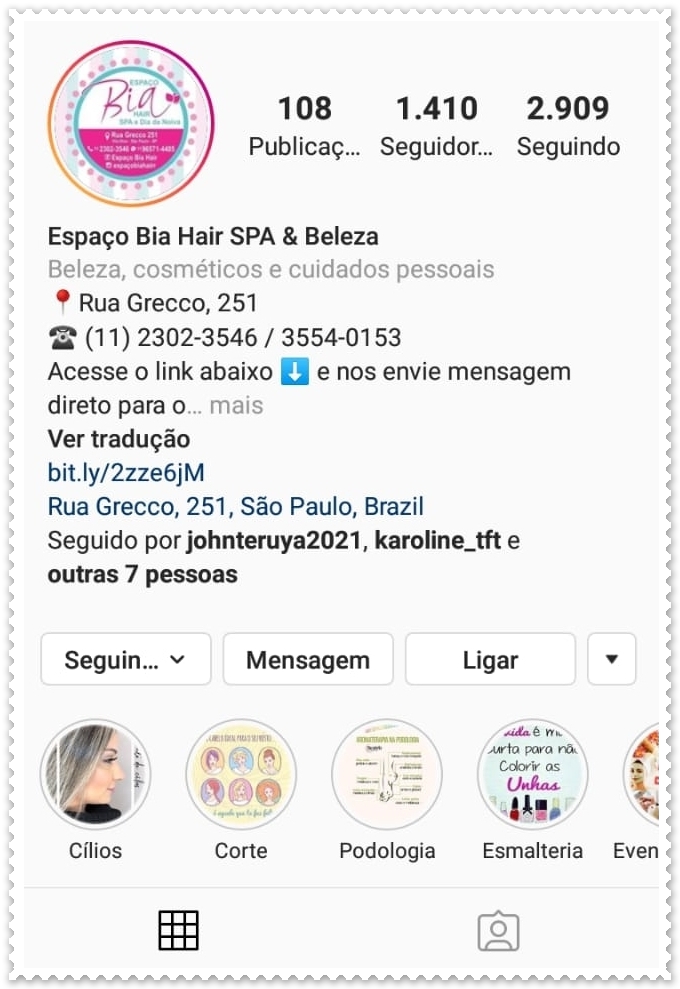 ESPAÇO
Bia
HAIR
SPA e Dia da Noiva
Rua Grecco 251
2302-3546 96571-4485
Espaço Bia Hair
espaçobiahair
108 1.410 2.909
Publicaç... Seguidor... Seguindo
Espaço Bia Hair SPA & Beleza
Beleza, cosméticos e cuidados pessoais
📍 Rua Grecco, 251
☎ (11) 2302-3546 / 3554-0153
Acesse o link abaixo ⬇ e nos envie mensagem
direto para o... mais
Ver tradução
bit.ly/2zze6jM
Rua Grecco, 251, São Paulo, Brazil
Seguido por johnteruya2021, karoline_tft e
outras 7 pessoas
Seguin... Mensagem Ligar
vida é mu
urta para não
Colorir as
Unhas
Cílios Corte Podologia Esmalteria Even